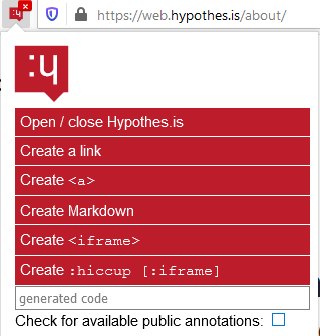 https://web.hypothes.is/about/
:y
Open / close Hypothes.is
Create a link
Create <a>
Create Markdown
Create <iframe>
Create :hiccup [:iframe]
generated code
Check for available public annotations: